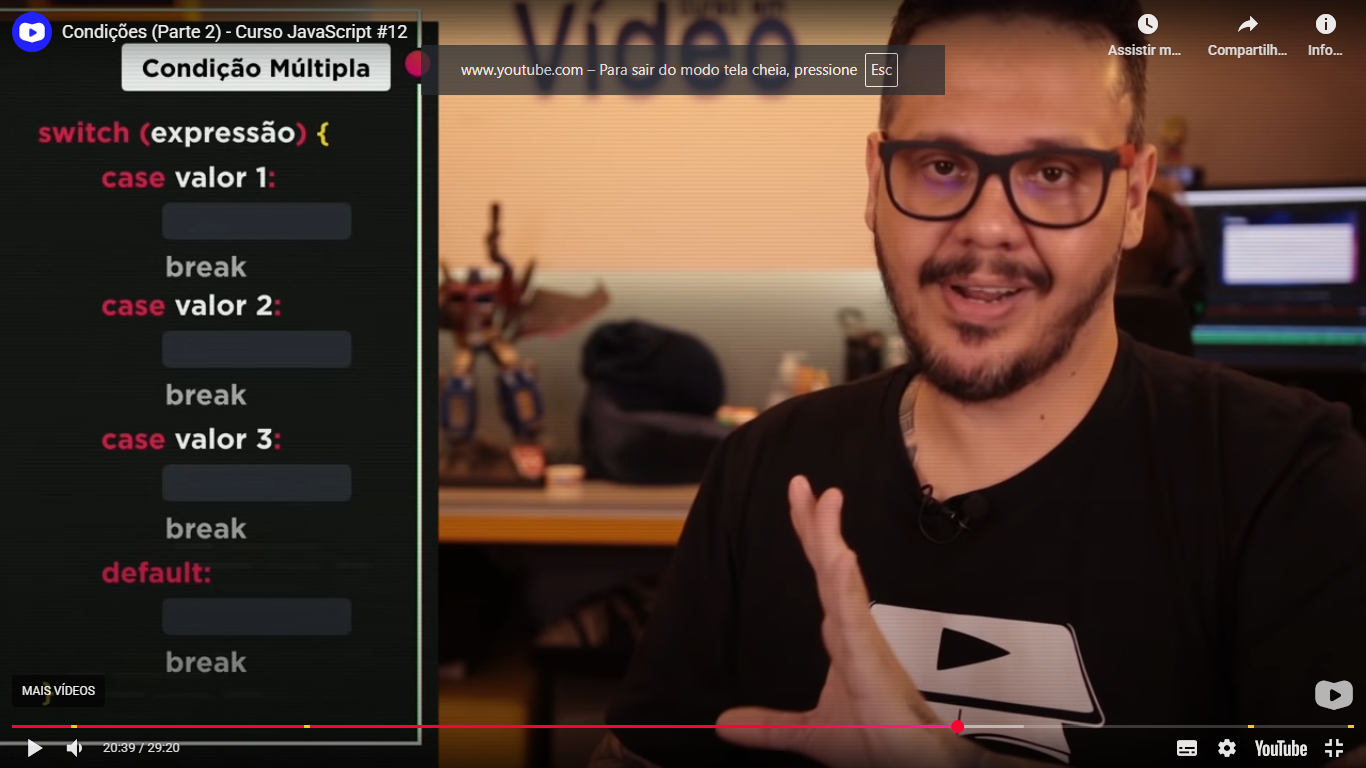 Condições (Parte 2) - Curso JavaScript #12
Assistir m...
Compartilh...
Info...
Vídeo
www.youtube.com – Para sair do modo tela cheia, pressione Esc
Condição Múltipla
switch (expressão) {
case valor 1:
break
case valor 2:
break
case valor 3:
break
default:
break
}
MAIS VÍDEOS
20:39 / 29:20
YouTube